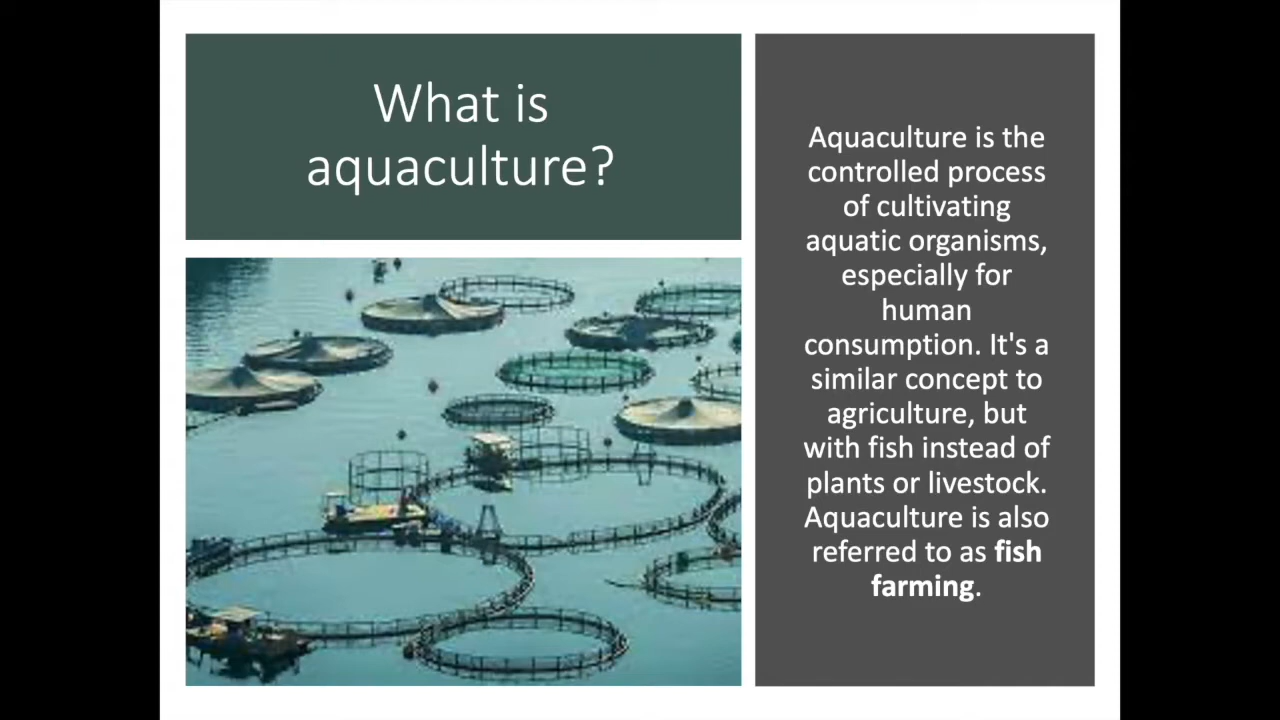 What is
aquaculture?
Aquaculture is the
controlled process
of cultivating
aquatic organisms,
especially for
human
consumption. It's a
similar concept to
agriculture, but
with fish instead of
plants or livestock.
Aquaculture is also
referred to as fish
farming.